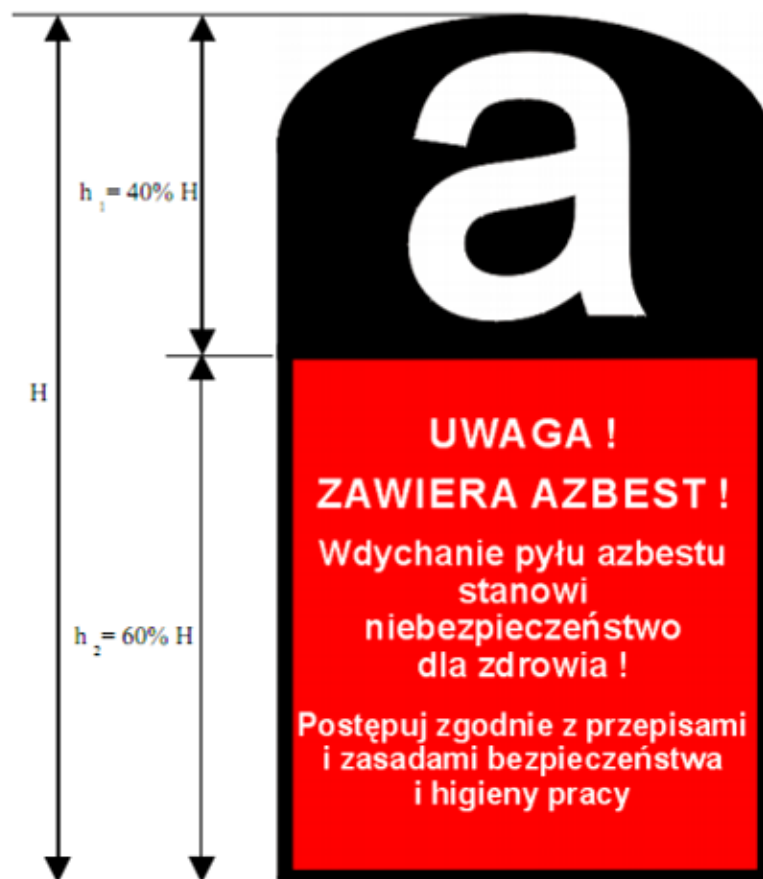 a
h₁= 40% H
H
UWAGA !
ZAWIERA AZBEST !
Wdychanie pyłu azbestu
stanowi
niebezpieczeństwo
dla zdrowia !
h₂= 60% H
Postępuj zgodnie z przepisami
i zasadami bezpieczeństwa
i higieny pracy